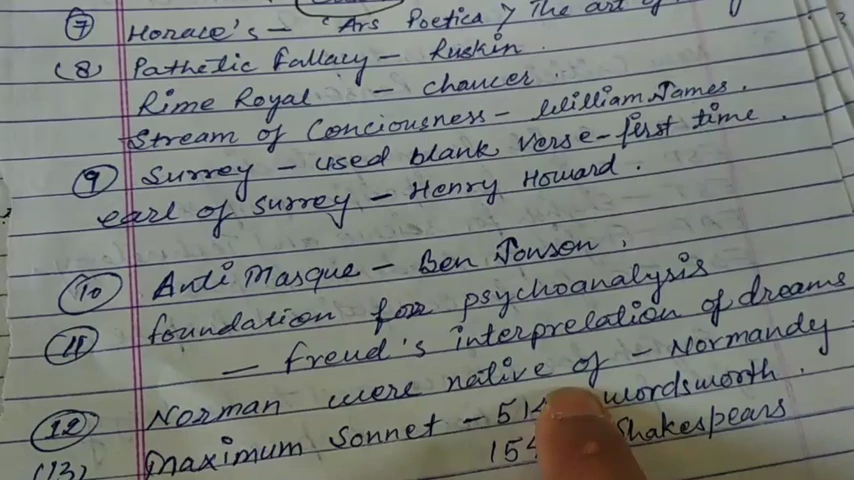 (7) Horace's - 'Ars Poetica' > The art of
(8) Pathetic fallacy - Ruskin.
Rime Royal - chaucer.
Stream of Conciousness - William James.
(9) Surrey - used blank verse - first time.
earl of surrey - Henry Howard.
(10) Anti Masque - Ben Jonson.
(11) foundation for psychoanalysis
- freud's interpretation of dreams
(12) Norman were native of - Normandy.
(13) Maximum sonnet - 514 wordsworth.
154 Shakespears